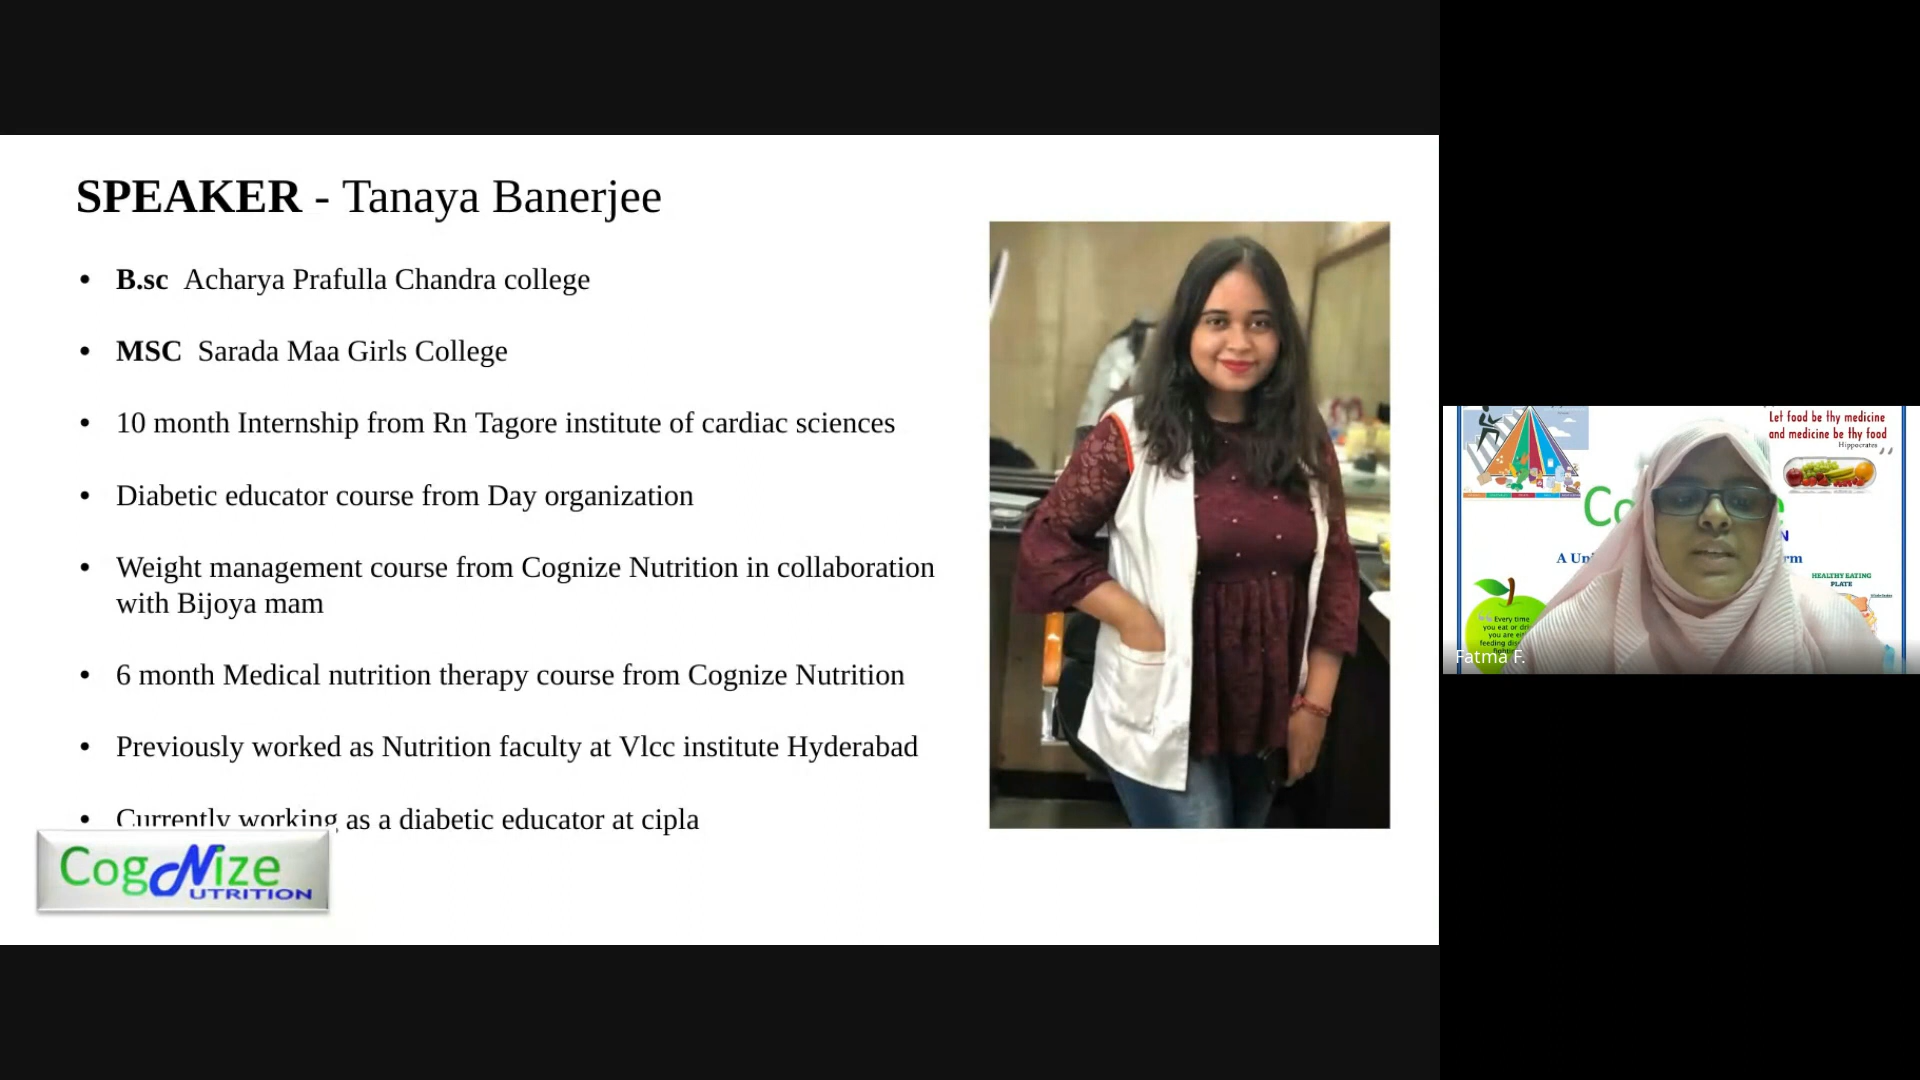 SPEAKER - Tanaya Banerjee
• B.sc Acharya Prafulla Chandra college
• MSC Sarada Maa Girls College
• 10 month Internship from Rn Tagore institute of cardiac sciences
• Diabetic educator course from Day organization
• Weight management course from Cognize Nutrition in collaboration
with Bijoya mam
• 6 month Medical nutrition therapy course from Cognize Nutrition
• Previously worked as Nutrition faculty at Vlcc institute Hyderabad
• Currently working as a diabetic educator at cipla
CogNize
UTRITION
Let food be thy medicine
and medicine be thy food
Hippocrates
Co
e
N
A Un
rm
HEALTHY EATING
PLATE
Every time
you eat or
you are
feeding
Fatma F.